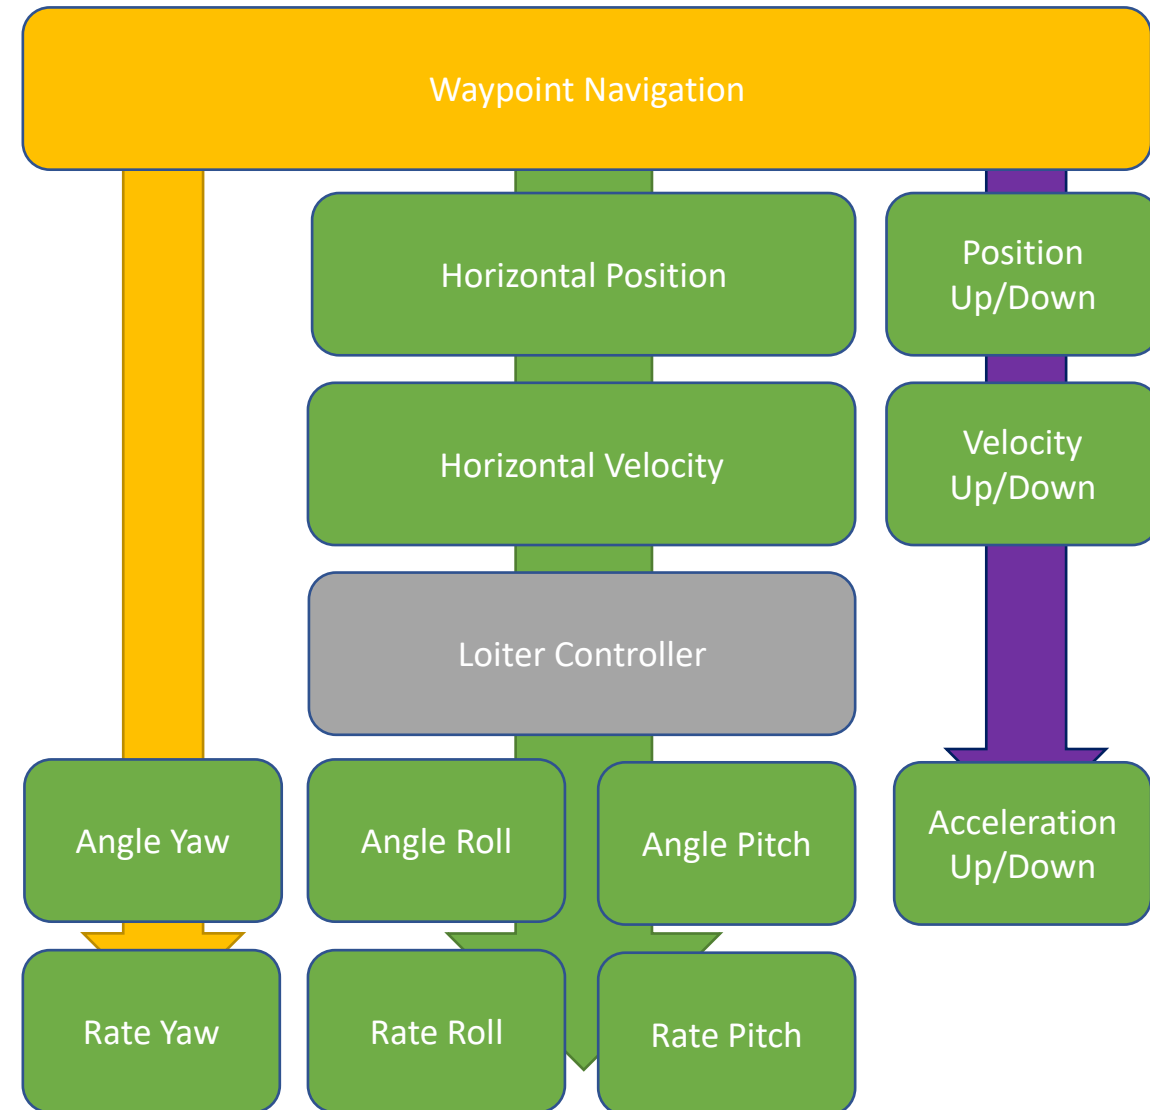 Waypoint Navigation
Horizontal Position
Position
Up/Down
Horizontal Velocity
Velocity
Up/Down
Loiter Controller
Angle Yaw
Angle Roll
Angle Pitch
Acceleration
Up/Down
Rate Yaw
Rate Roll
Rate Pitch